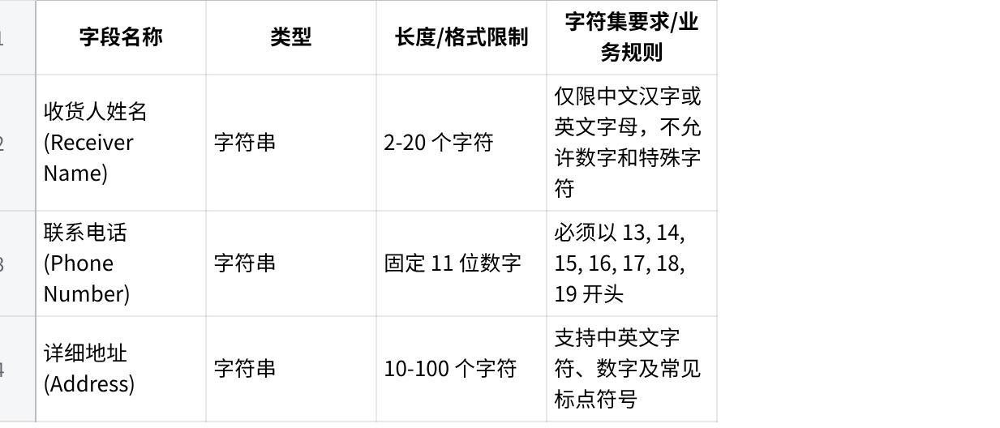 字段名称
类型
长度/格式限制
字符集要求/业
务规则
收货人姓名
(Receiver
Name)
字符串
2-20 个字符
仅限中文汉字或
英文字母，不允
许数字和特殊字
符
联系电话
(Phone
Number)
字符串
固定 11 位数字
必须以 13, 14,
15, 16, 17, 18,
19 开头
详细地址
(Address)
字符串
10-100 个字符
支持中英文字
符、数字及常见
标点符号